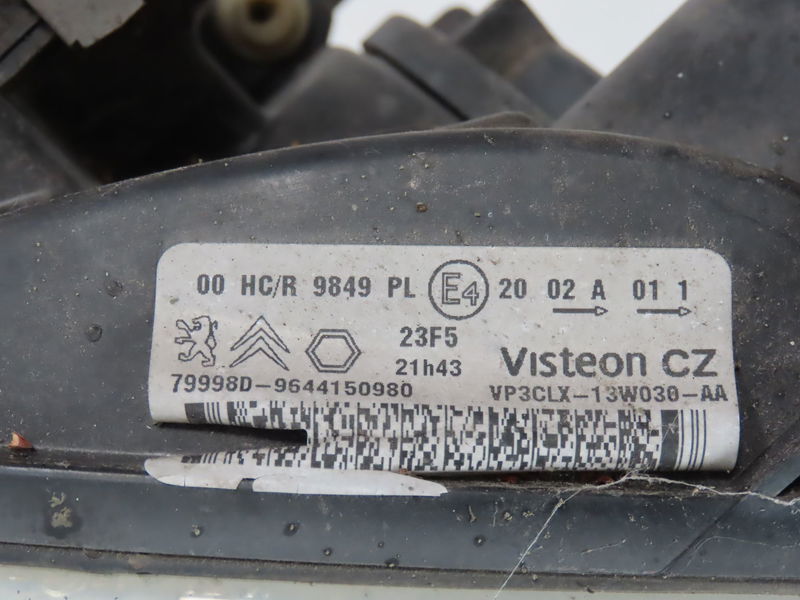 00 HC/R 9849 PL E4 20 02 A 01 1
23F5
21h43
Visteon CZ
79998D-9644150980
VP3CLX-13W030-AA